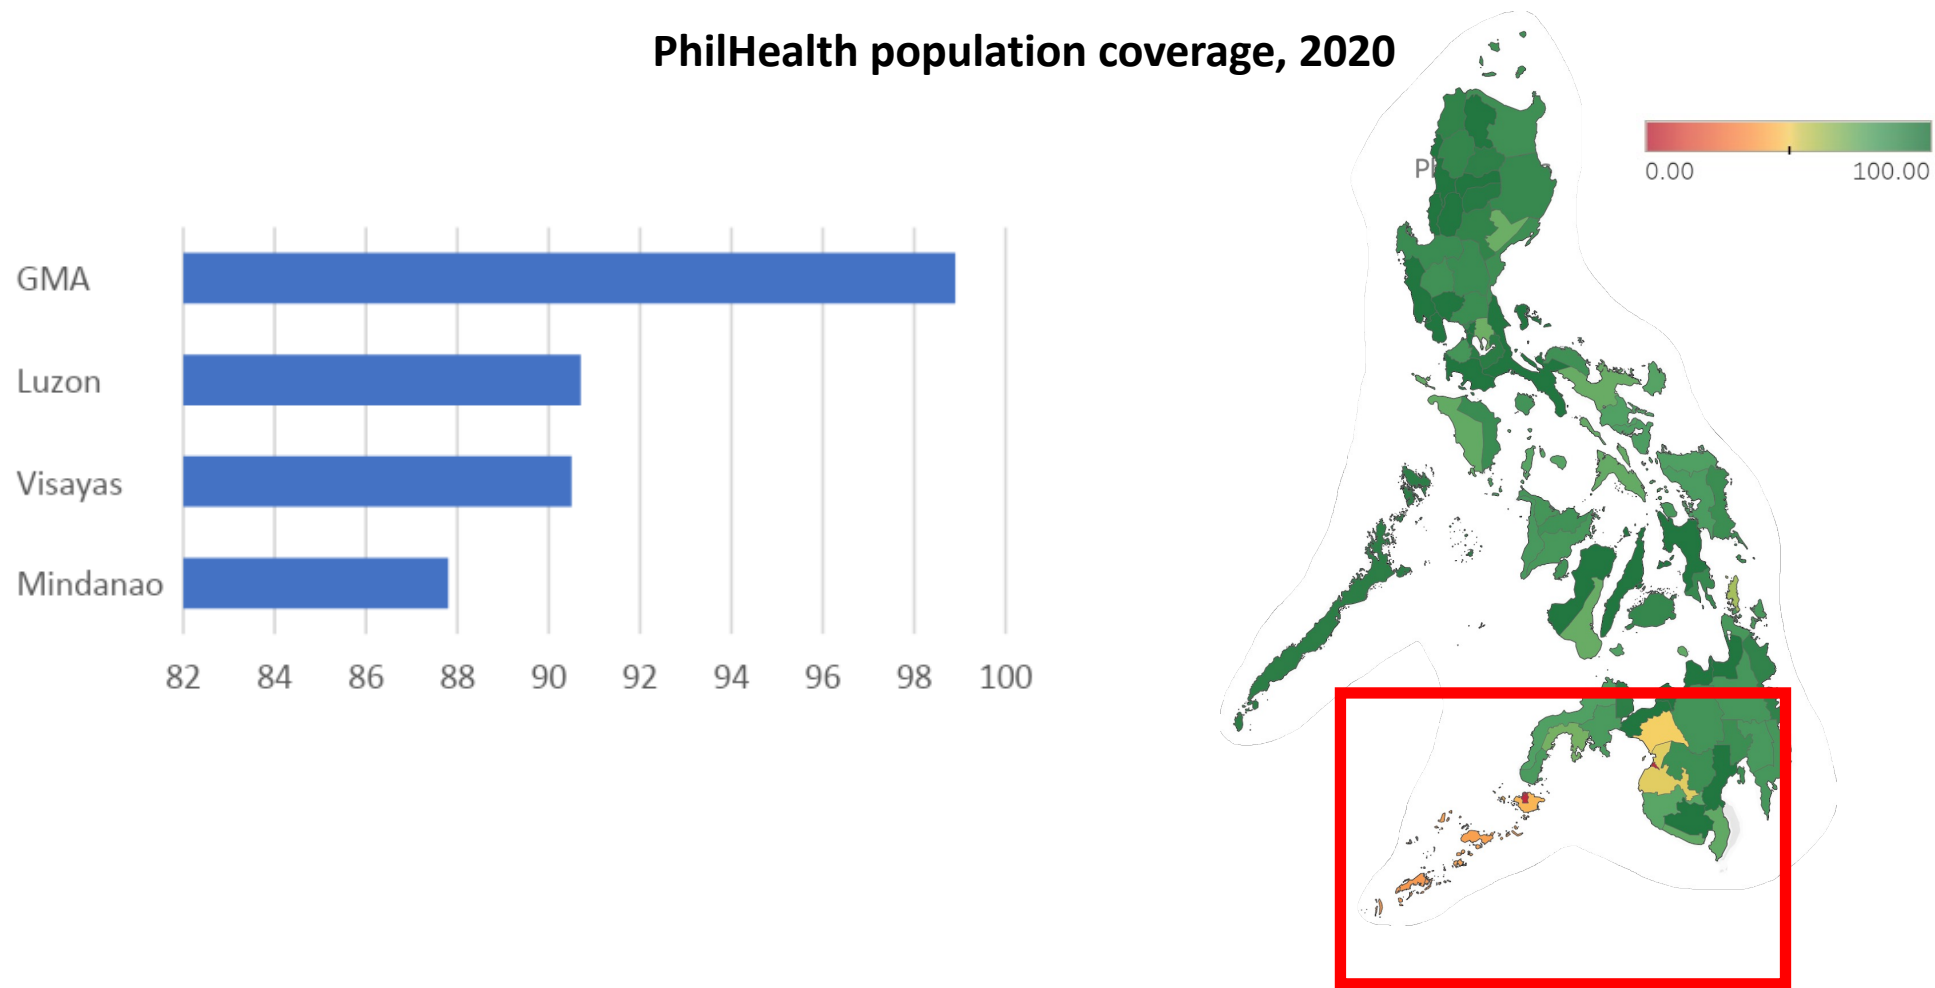 PhilHealth population coverage, 2020
GMA
Luzon
Visayas
Mindanao
82 84 86 88 90 92 94 96 98 100
0.00 100.00